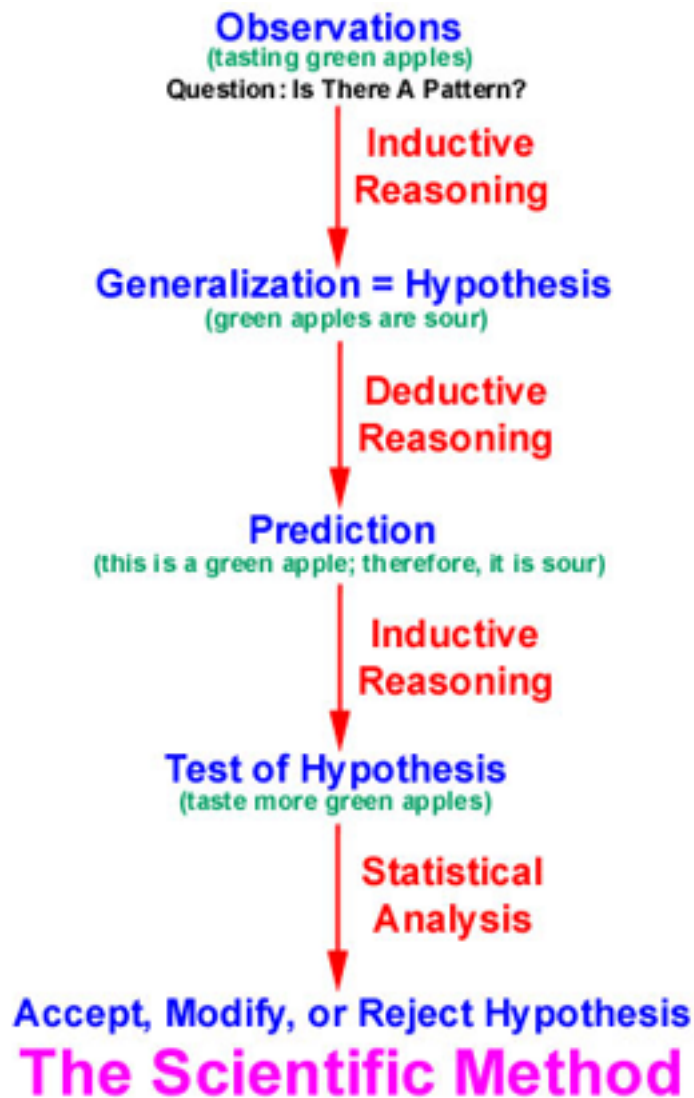 Observations
(tasting green apples)
Question: Is There A Pattern?
Inductive
Reasoning
Generalization = Hypothesis
(green apples are sour)
Deductive
Reasoning
Prediction
(this is a green apple; therefore, it is sour)
Inductive
Reasoning
Test of Hypothesis
(taste more green apples)
Statistical
Analysis
Accept, Modify, or Reject Hypothesis
The Scientific Method